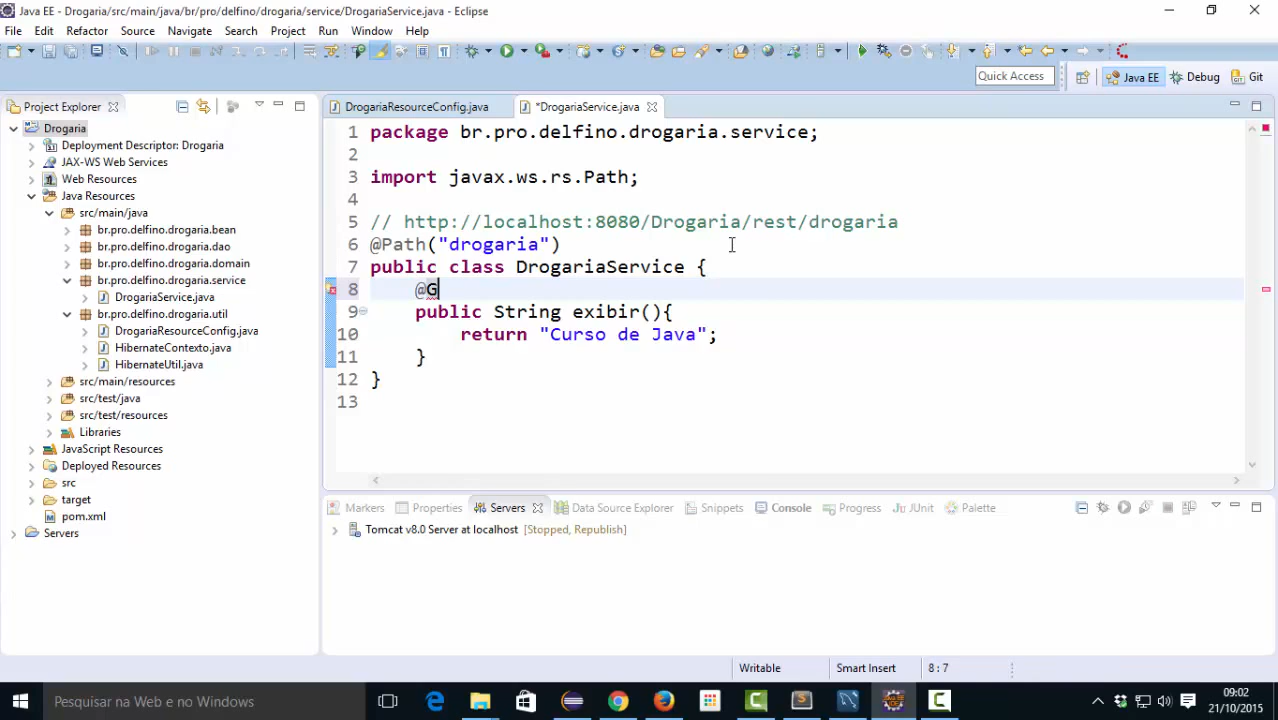 Java EE - Drogaria/src/main/java/br/pro/delfino/drogaria/service/DrogariaService.java - Eclipse
File Edit Refactor Source Navigate Search Project Run Window Help
Quick Access
Java EE
Debug
Git
Project Explorer
Drogaria
Deployment Descriptor: Drogaria
JAX-WS Web Services
Web Resources
Java Resources
src/main/java
br.pro.delfino.drogaria.bean
br.pro.delfino.drogaria.dao
br.pro.delfino.drogaria.domain
br.pro.delfino.drogaria.service
DrogariaService.java
br.pro.delfino.drogaria.util
DrogariaResourceConfig.java
HibernateContexto.java
HibernateUtil.java
src/main/resources
src/test/java
src/test/resources
Libraries
JavaScript Resources
Deployed Resources
src
target
pom.xml
Servers
DrogariaResourceConfig.java
*DrogariaService.java
1 package br.pro.delfino.drogaria.service;
2
3 import javax.ws.rs.Path;
4
5 // http://localhost:8080/Drogaria/rest/drogaria
6 @Path("drogaria")
7 public class DrogariaService {
8 @G
9 public String exibir(){
10 return "Curso de Java";
11 }
12 }
13
Markers Properties Servers Data Source Explorer Snippets Console Progress JUnit Palette
Tomcat v8.0 Server at localhost [Stopped, Republish]
Writable Smart Insert 8 : 7
Pesquisar na Web e no Windows
09:02
21/10/2015